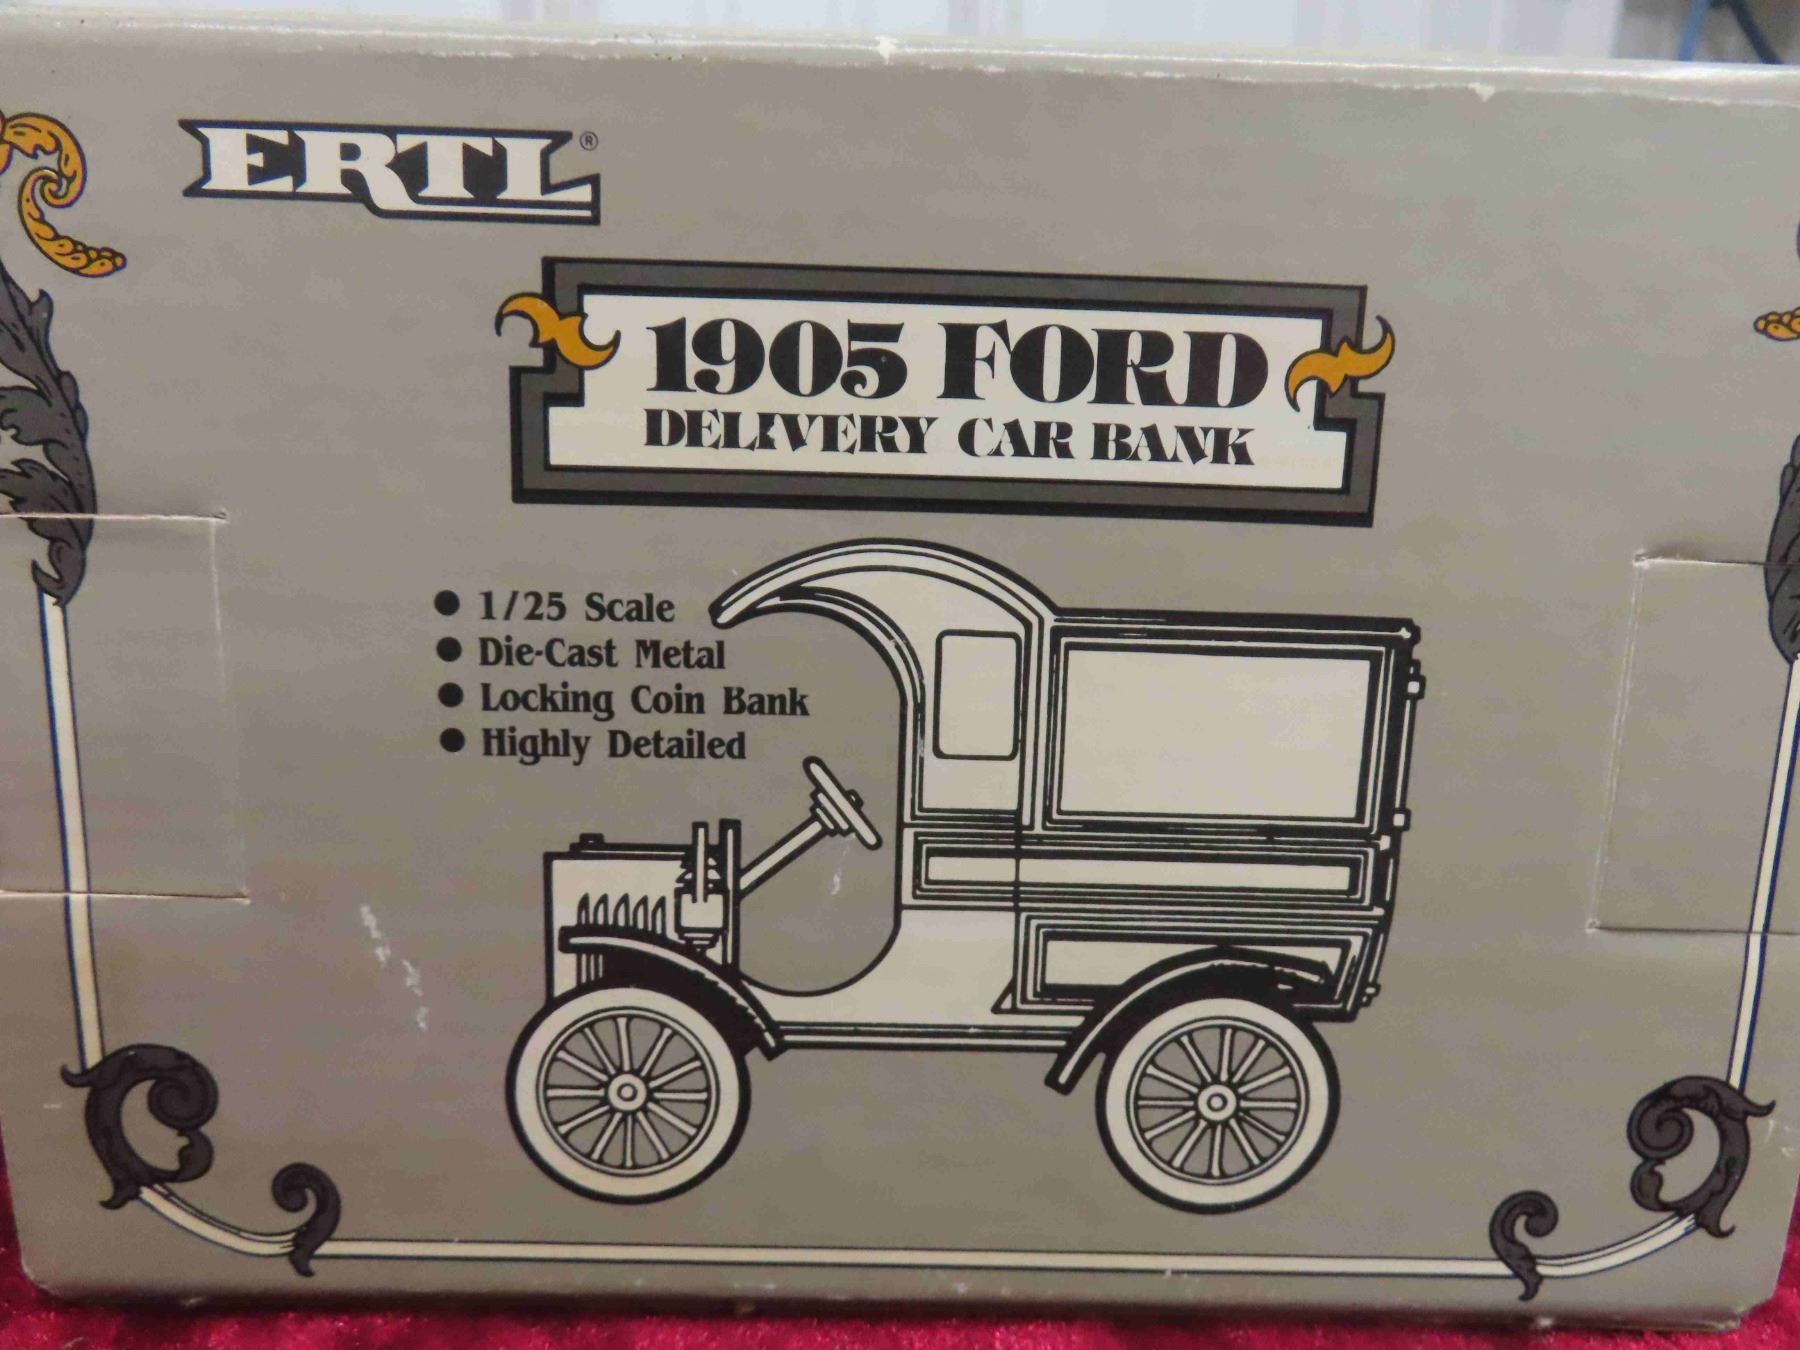 ERTL®
1905 FORD
DELIVERY CAR BANK
● 1/25 Scale
● Die-Cast Metal
● Locking Coin Bank
● Highly Detailed